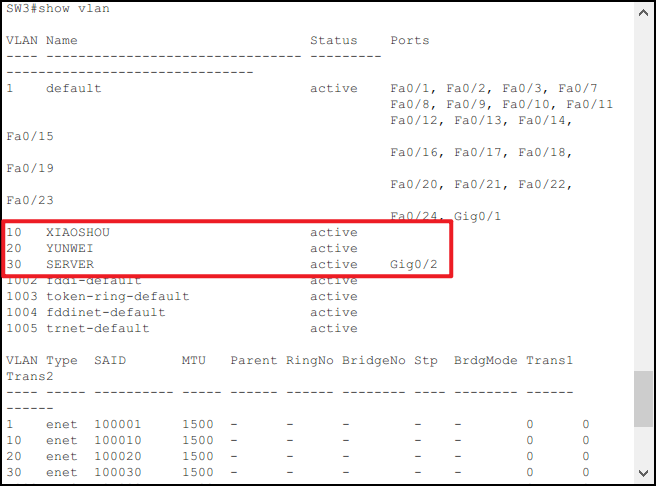 SW3#show vlan
VLAN Name                             Status    Ports
---- -------------------------------- ---------
-------------------------------
1    default                          active    Fa0/1, Fa0/2, Fa0/3, Fa0/7
                                                Fa0/8, Fa0/9, Fa0/10, Fa0/11
                                                Fa0/12, Fa0/13, Fa0/14,
Fa0/15
                                                Fa0/16, Fa0/17, Fa0/18,
Fa0/19
                                                Fa0/20, Fa0/21, Fa0/22,
Fa0/23
                                                Fa0/24, Gig0/1
10   XIAOSHOU                         active
20   YUNWEI                           active
30   SERVER                           active    Gig0/2
1002 fddi-default                     active
1003 token-ring-default               active
1004 fddinet-default                  active
1005 trnet-default                    active
VLAN Type  SAID       MTU   Parent RingNo BridgeNo Stp  BrdgMode Trans1
Trans2
---- ----- ---------- ----- ------ ------ -------- ---- -------- ------
------
1    enet  100001     1500  -      -      -        -    -        0      0
10   enet  100010     1500  -      -      -        -    -        0      0
20   enet  100020     1500  -      -      -        -    -        0      0
30   enet  100030     1500  -      -      -        -    -        0      0